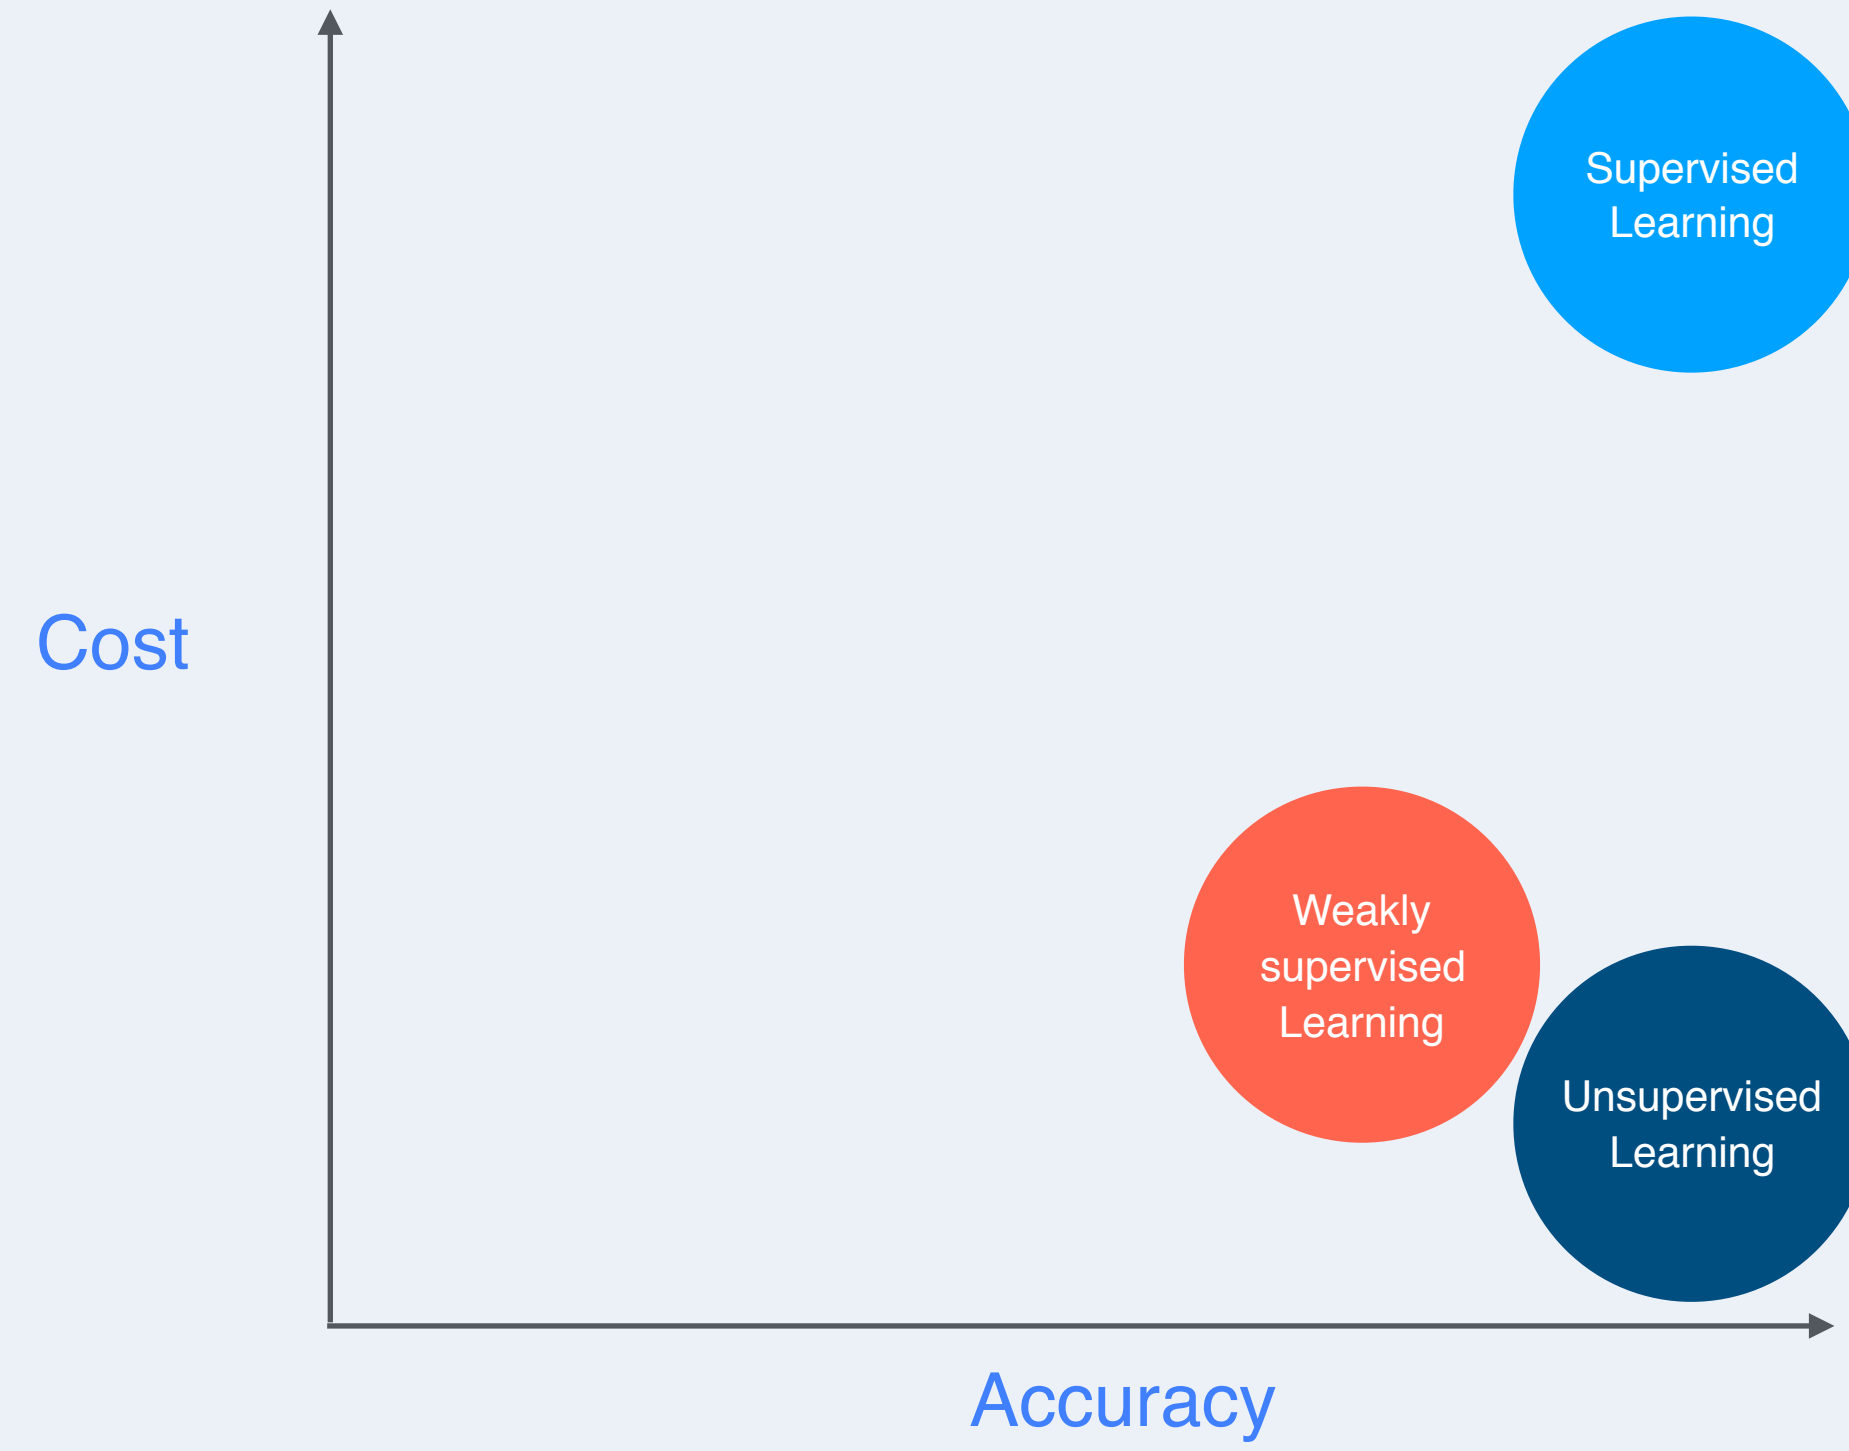 Supervised
Learning
Cost
Weakly
supervised
Learning
Unsupervised
Learning
Accuracy